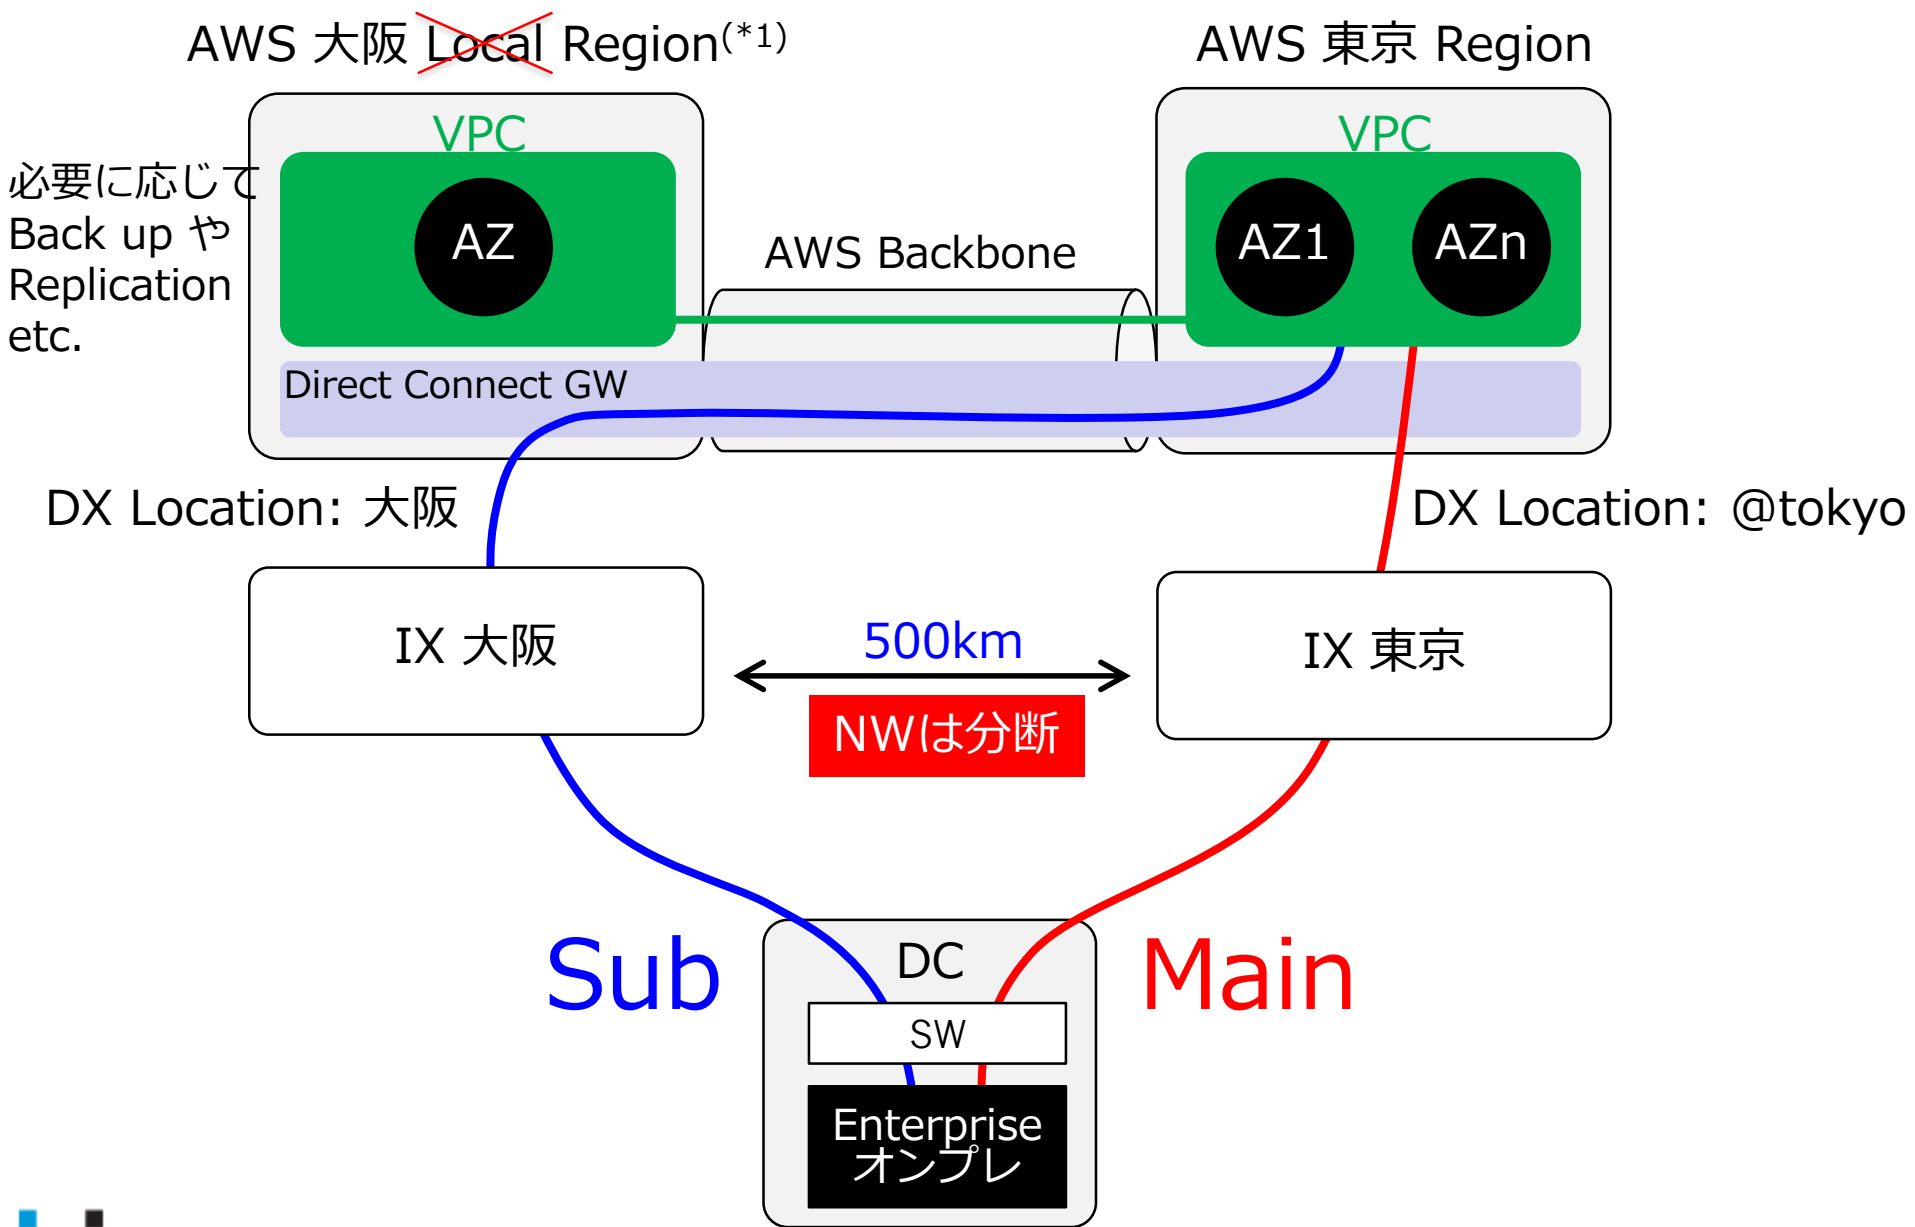 AWS 大阪 Local Region(*1)
AWS 東京 Region
VPC
VPC
必要に応じて
Back up や
Replication
etc.
AZ
AZ1
AZn
AWS Backbone
Direct Connect GW
DX Location: 大阪
DX Location: @tokyo
IX 大阪
500km
NWは分断
IX 東京
Sub
DC
Main
SW
Enterprise
オンプレ